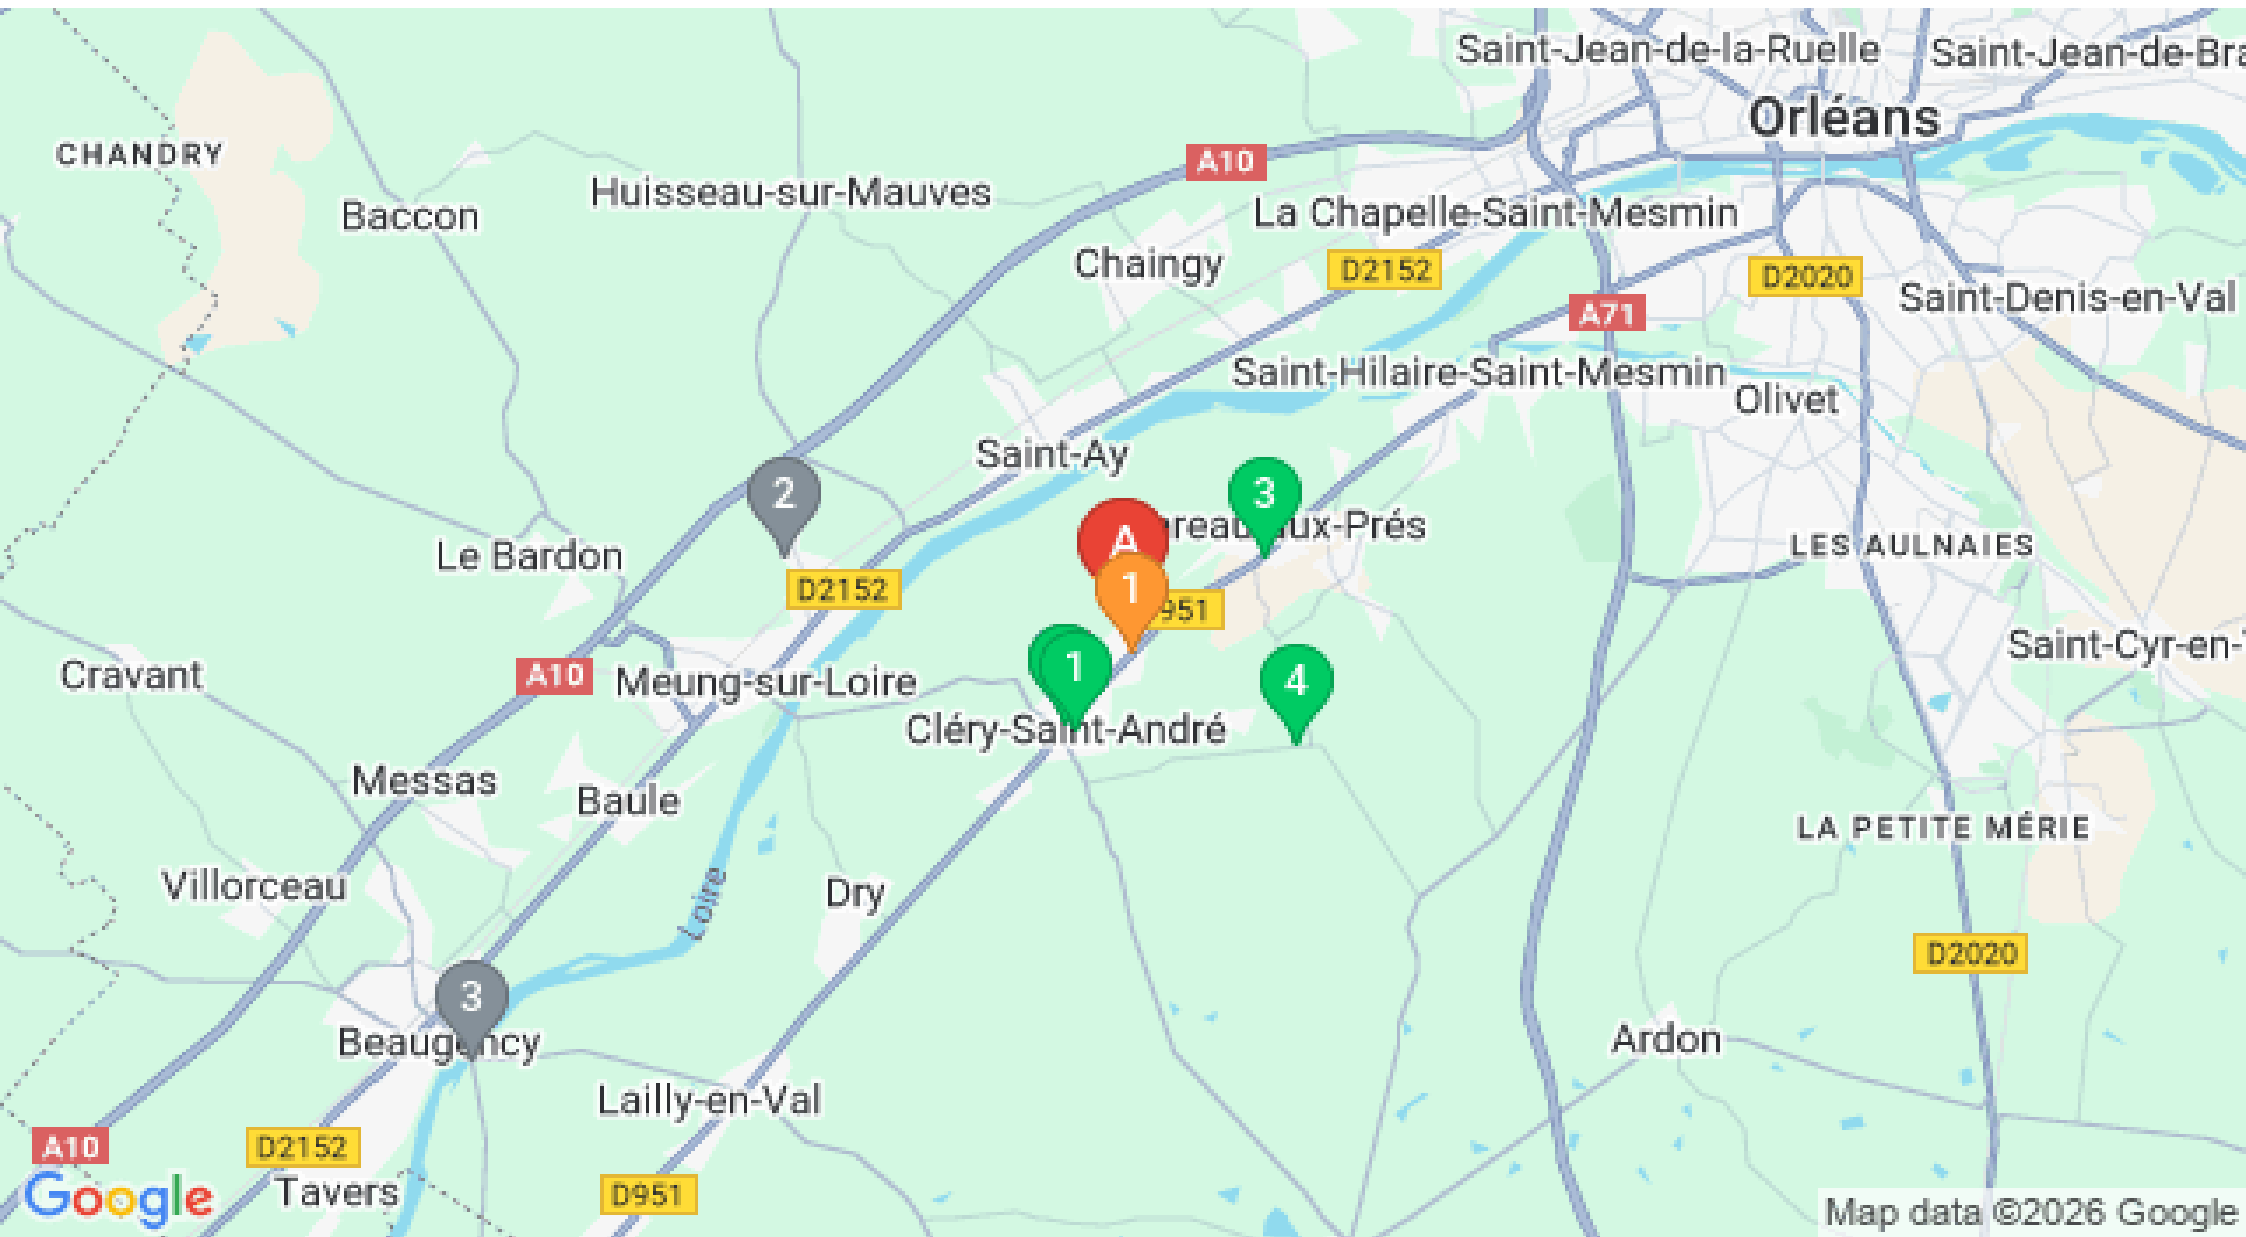 Saint-Jean-de-la-Ruelle
Saint-Jean-de-Bra
Orléans
CHANDRY
A10
Huisseau-sur-Mauves
Baccon
La Chapelle-Saint-Mesmin
Chaingy
D2152
D2020
Saint-Denis-en-Val
A71
Saint-Hilaire-Saint-Mesmin
Olivet
Saint-Ay
2
3
ereau-aux-Prés
A
LES AULNAIES
Le Bardon
D2152
1
951
Saint-Cyr-en-
Cravant
A10
Meung-sur-Loire
1
4
Cléry-Saint-André
Messas
Baule
LA PETITE MÉRIE
Villorceau
Dry
Loire
D2020
3
Beaugency
Ardon
Lailly-en-Val
A10
D2152
Tavers
D951
Google
Map data ©2026 Google